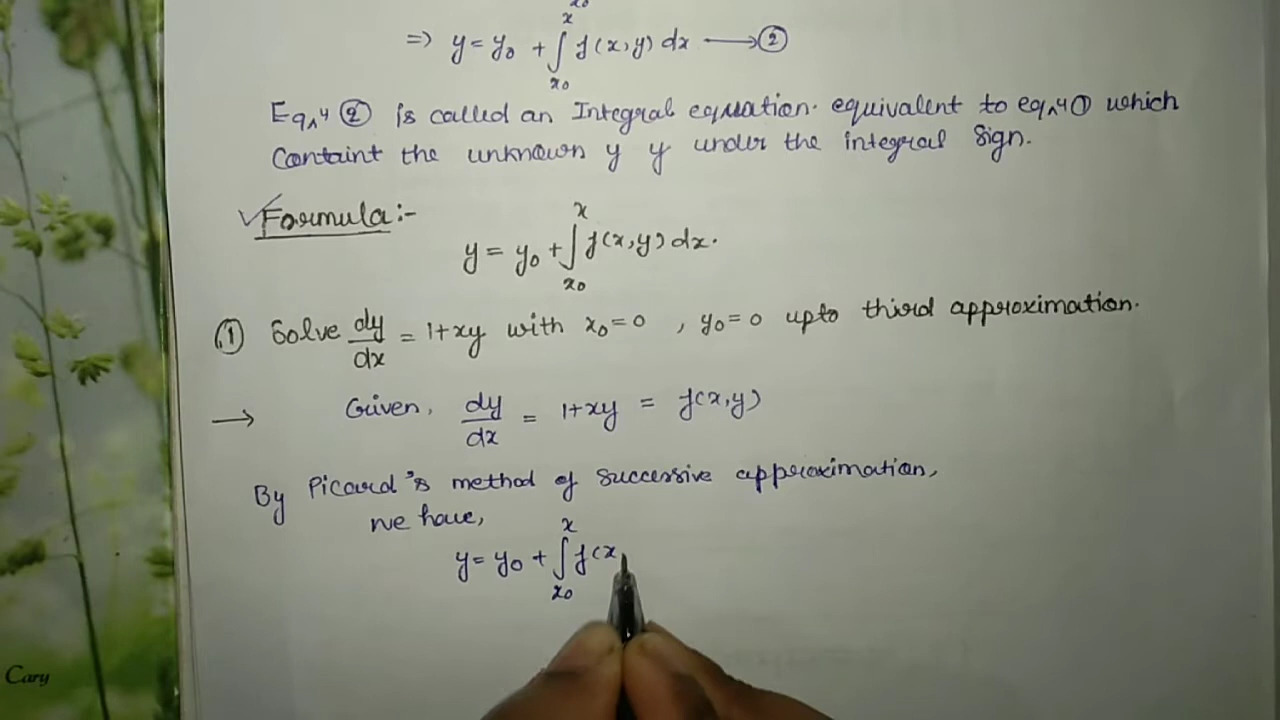 x0
⇒ y = y0 + ∫_{x0}^{x} f(x,y) dx ⟶ ②
Eqn ② is called an Integral equation. equivalent to eqn ① which
Containt the unknown y y under the integral Sign.
✓Formula:-
y = y0 + ∫_{x0}^{x} f(x,y) dx.
① Solve dy/dx = 1+xy with x0=0 , y0=0 upto third approximation.
→ Given, dy/dx = 1+xy = f(x,y)
By Picard's method of successive approximation,
we have,
y = y0 + ∫_{x0}^{x} f(x,
Cary